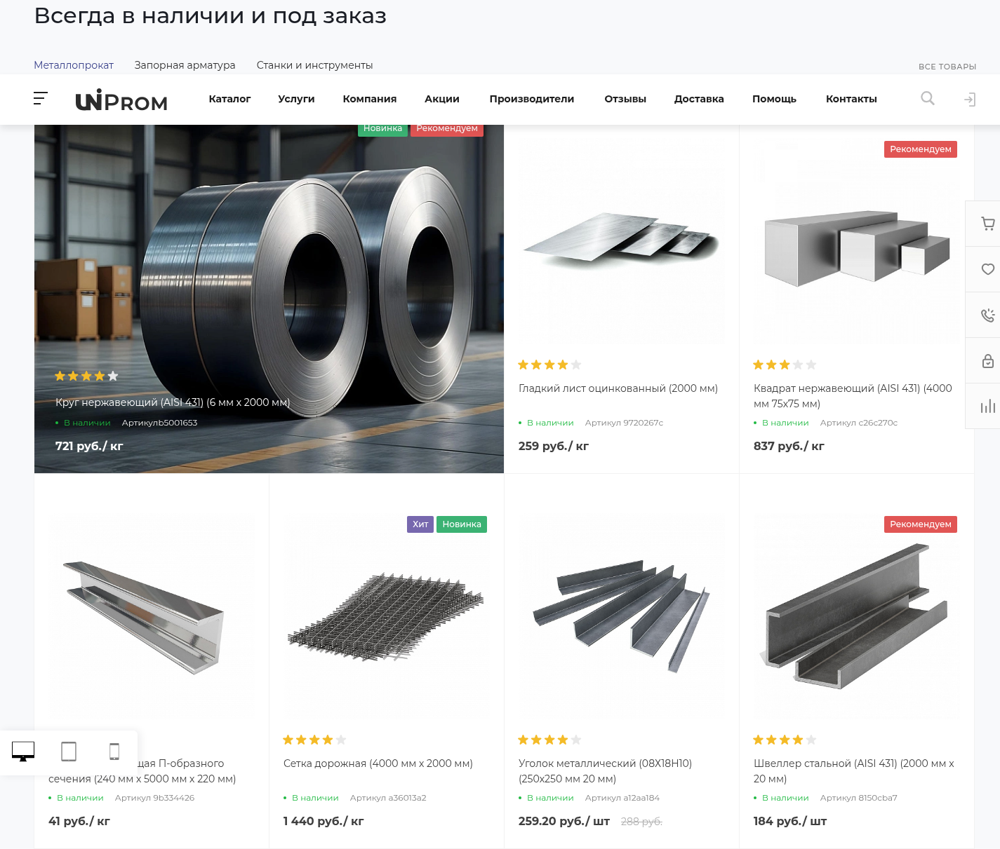 Всегда в наличии и под заказ
Металлопрокат Запорная арматура Станки и инструменты
ВСЕ ТОВАРЫ
UNIPROM Каталог Услуги Компания Акции Производители Отзывы Доставка Помощь Контакты
Новинка Рекомендуем
Круг нержавеющий (AISI 431) (6 мм х 2000 мм)
В наличии Артикулb5001653
721 руб./ кг
Гладкий лист оцинкованный (2000 мм)
В наличии Артикул 9720267c
259 руб./ кг
Рекомендуем
Квадрат нержавеющий (AISI 431) (4000
мм 75х75 мм)
В наличии Артикул c26c270c
837 руб./ кг
П-образного
сечения (240 мм х 5000 мм х 220 мм)
В наличии Артикул 9b334426
41 руб./ кг
Хит Новинка
Сетка дорожная (4000 мм х 2000 мм)
В наличии Артикул a36013a2
1 440 руб./ кг
Уголок металлический (08Х18Н10)
(250х250 мм 20 мм)
В наличии Артикул a12aa184
259.20 руб./ шт 288 руб.
Рекомендуем
Швеллер стальной (AISI 431) (2000 мм х
20 мм)
В наличии Артикул 8150cba7
184 руб./ шт